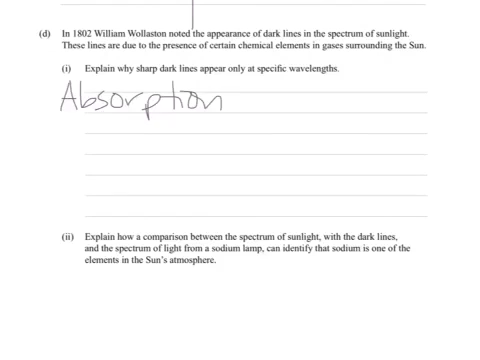 (d) In 1802 William Wollaston noted the appearance of dark lines in the spectrum of sunlight.
These lines are due to the presence of certain chemical elements in gases surrounding the Sun.
(i) Explain why sharp dark lines appear only at specific wavelengths.
Absorption
(ii) Explain how a comparison between the spectrum of sunlight, with the dark lines,
and the spectrum of light from a sodium lamp, can identify that sodium is one of the
elements in the Sun's atmosphere.